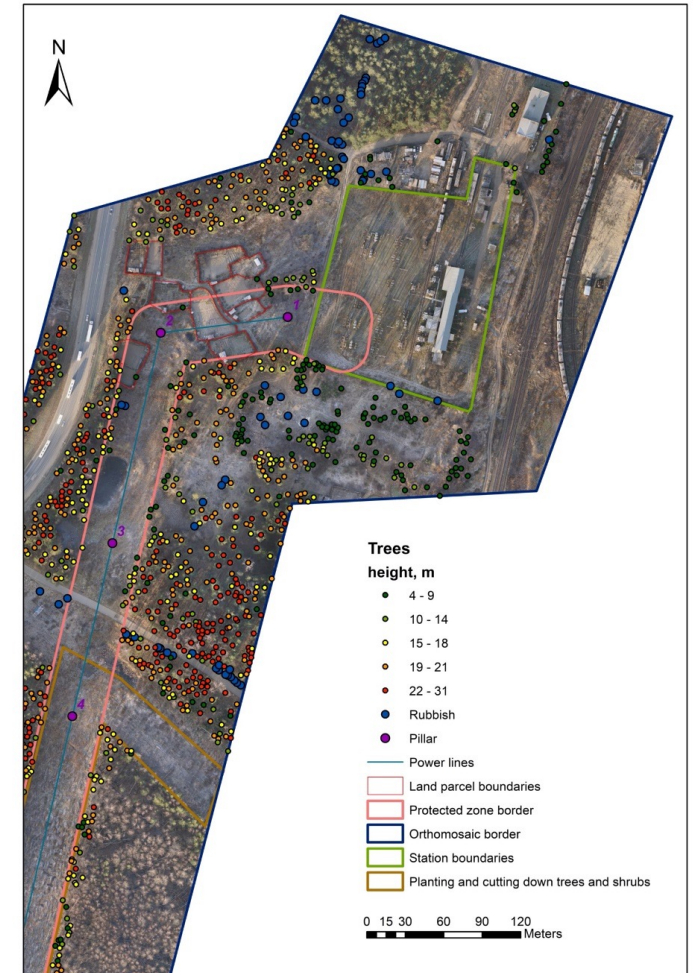 N
1
2
3
4
Trees
height, m
4 - 9
10 - 14
15 - 18
19 - 21
22 - 31
Rubbish
Pillar
Power lines
Land parcel boundaries
Protected zone border
Orthomosaic border
Station boundaries
Planting and cutting down trees and shrubs
0 15 30 60 90 120
Meters